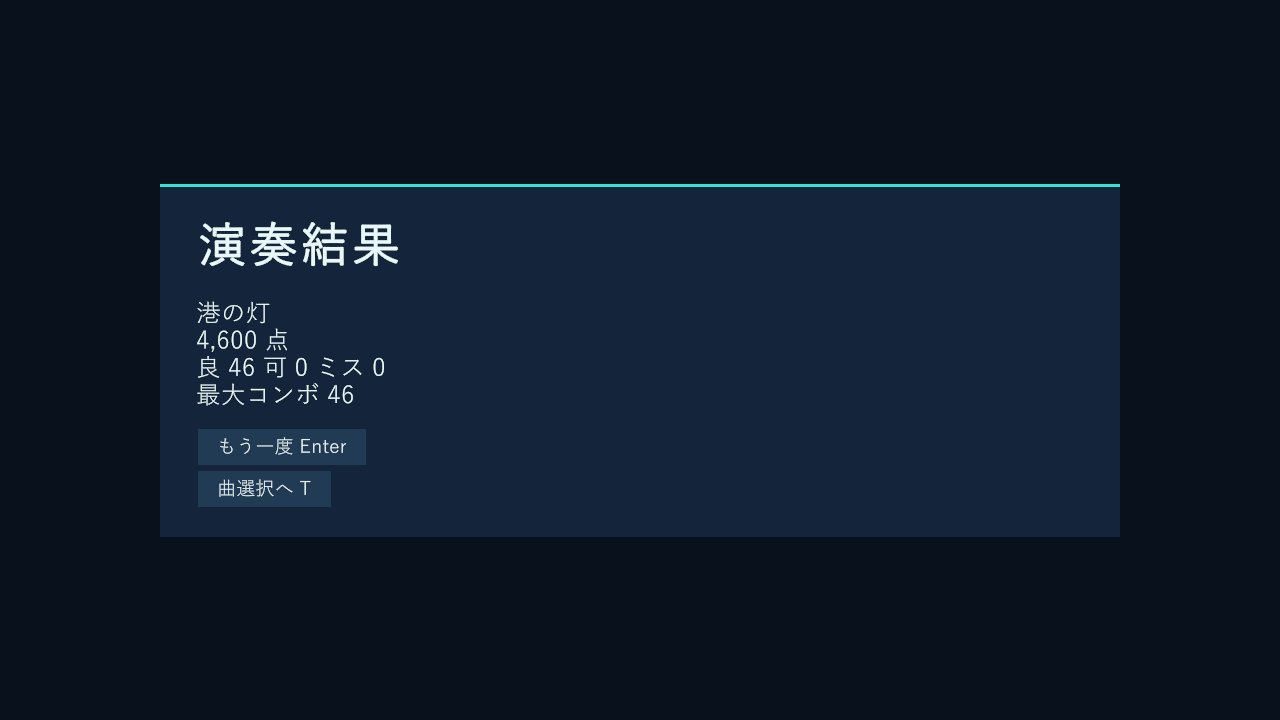 演奏結果
港の灯
4,600 点
良 46 可 0 ミス 0
最大コンボ 46
もう一度 Enter
曲選択へ T